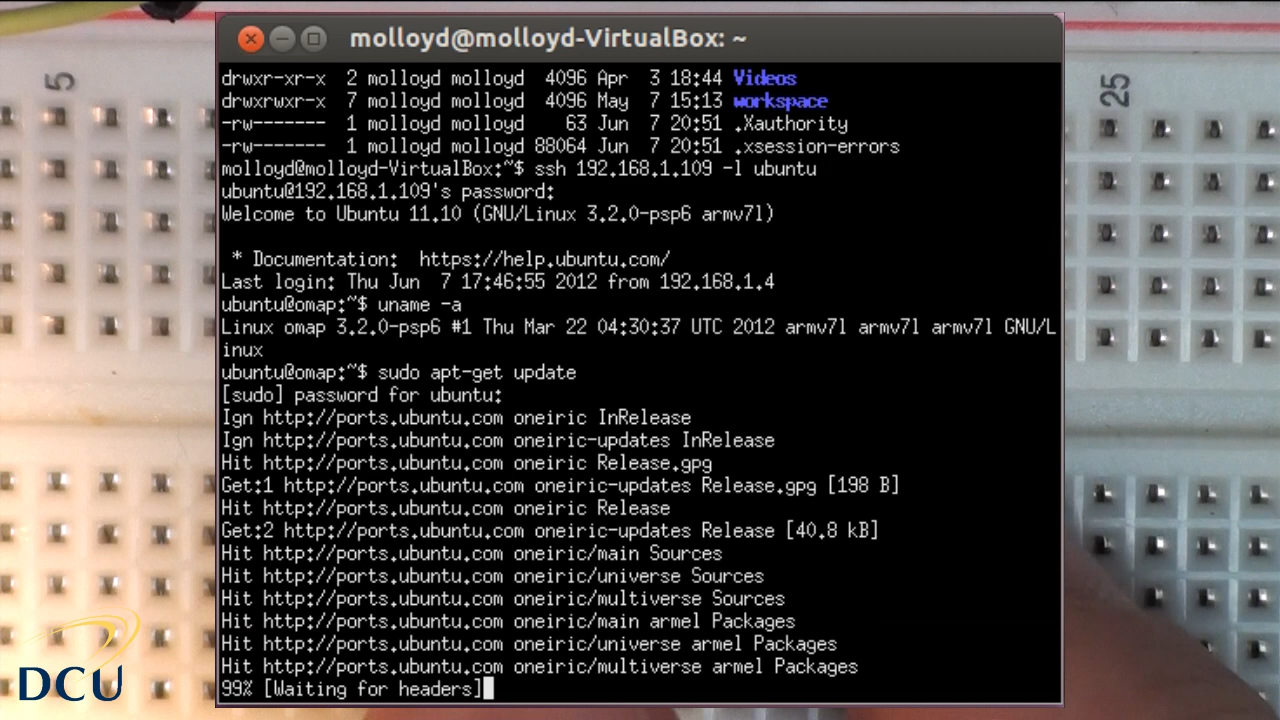 5
25
molloyd@molloyd-VirtualBox: ~
drwxr-xr-x 2 molloyd molloyd 4096 Apr 3 18:44 Videos
drwxrwxr-x 7 molloyd molloyd 4096 May 7 15:13 workspace
-rw------- 1 molloyd molloyd 63 Jun 7 20:51 .Xauthority
-rw------- 1 molloyd molloyd 88064 Jun 7 20:51 .xsession-errors
molloyd@molloyd-VirtualBox:~$ ssh 192.168.1.109 -l ubuntu
ubuntu@192.168.1.109's password:
Welcome to Ubuntu 11.10 (GNU/Linux 3.2.0-psp6 armv7l)
* Documentation: https://help.ubuntu.com/
Last login: Thu Jun 7 17:46:55 2012 from 192.168.1.4
ubuntu@omap:~$ uname -a
Linux omap 3.2.0-psp6 #1 Thu Mar 22 04:30:37 UTC 2012 armv7l armv7l armv7l GNU/L
inux
ubuntu@omap:~$ sudo apt-get update
[sudo] password for ubuntu:
Ign http://ports.ubuntu.com oneiric InRelease
Ign http://ports.ubuntu.com oneiric-updates InRelease
Hit http://ports.ubuntu.com oneiric Release.gpg
Get:1 http://ports.ubuntu.com oneiric-updates Release.gpg [198 B]
Hit http://ports.ubuntu.com oneiric Release
Get:2 http://ports.ubuntu.com oneiric-updates Release [40.8 kB]
Hit http://ports.ubuntu.com oneiric/main Sources
Hit http://ports.ubuntu.com oneiric/universe Sources
Hit http://ports.ubuntu.com oneiric/multiverse Sources
Hit http://ports.ubuntu.com oneiric/main armel Packages
Hit http://ports.ubuntu.com oneiric/universe armel Packages
Hit http://ports.ubuntu.com oneiric/multiverse armel Packages
99% [Waiting for headers]
DCU